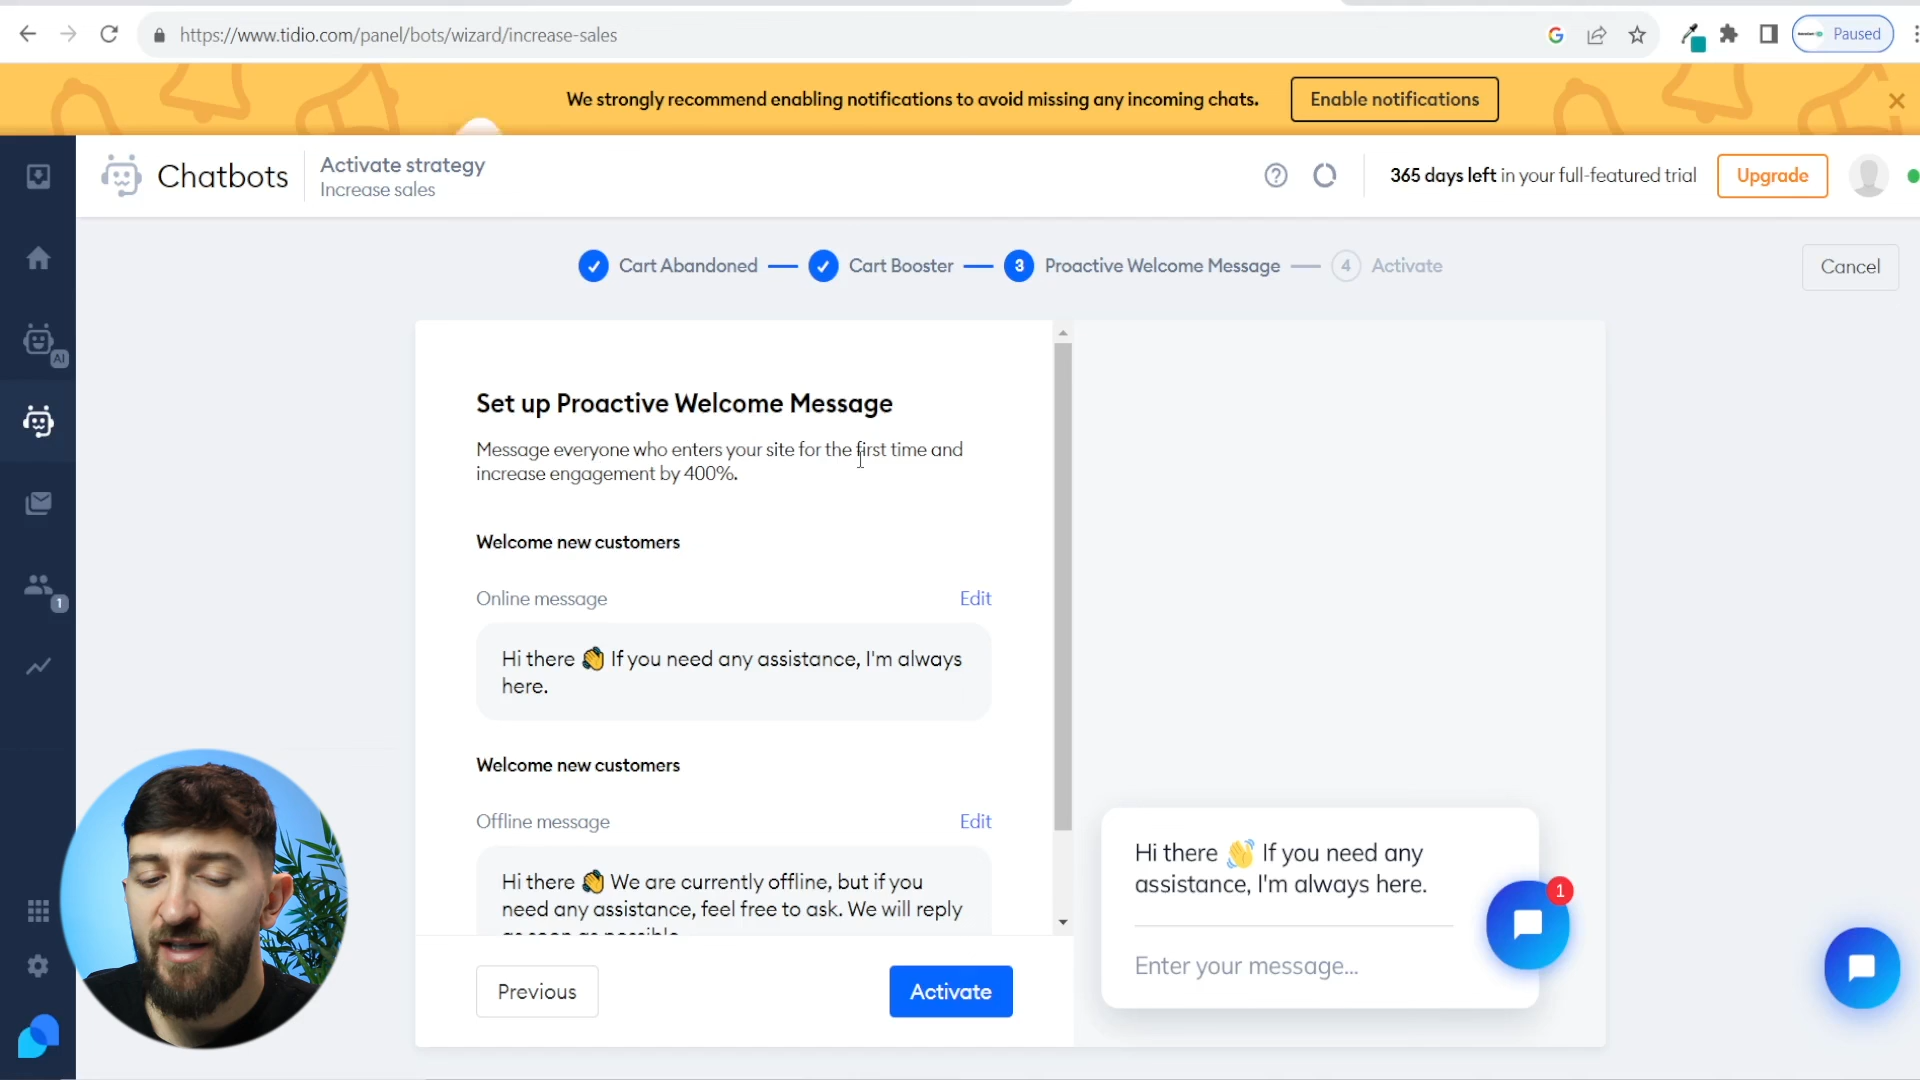 https://www.tidio.com/panel/bots/wizard/increase-sales
Paused
We strongly recommend enabling notifications to avoid missing any incoming chats.
Enable notifications
Chatbots
Activate strategy
Increase sales
365 days left in your full-featured trial
Upgrade
Cart Abandoned
Cart Booster
3 Proactive Welcome Message
4 Activate
Cancel
AI
1
Set up Proactive Welcome Message
Message everyone who enters your site for the first time and
increase engagement by 400%.
Welcome new customers
Online message
Edit
Hi there 👋 If you need any assistance, I'm always
here.
Welcome new customers
Offline message
Edit
Hi there 👋 We are currently offline, but if you
need any assistance, feel free to ask. We will reply
as soon as possible
Previous
Activate
Hi there 👋 If you need any
assistance, I'm always here.
1
Enter your message...